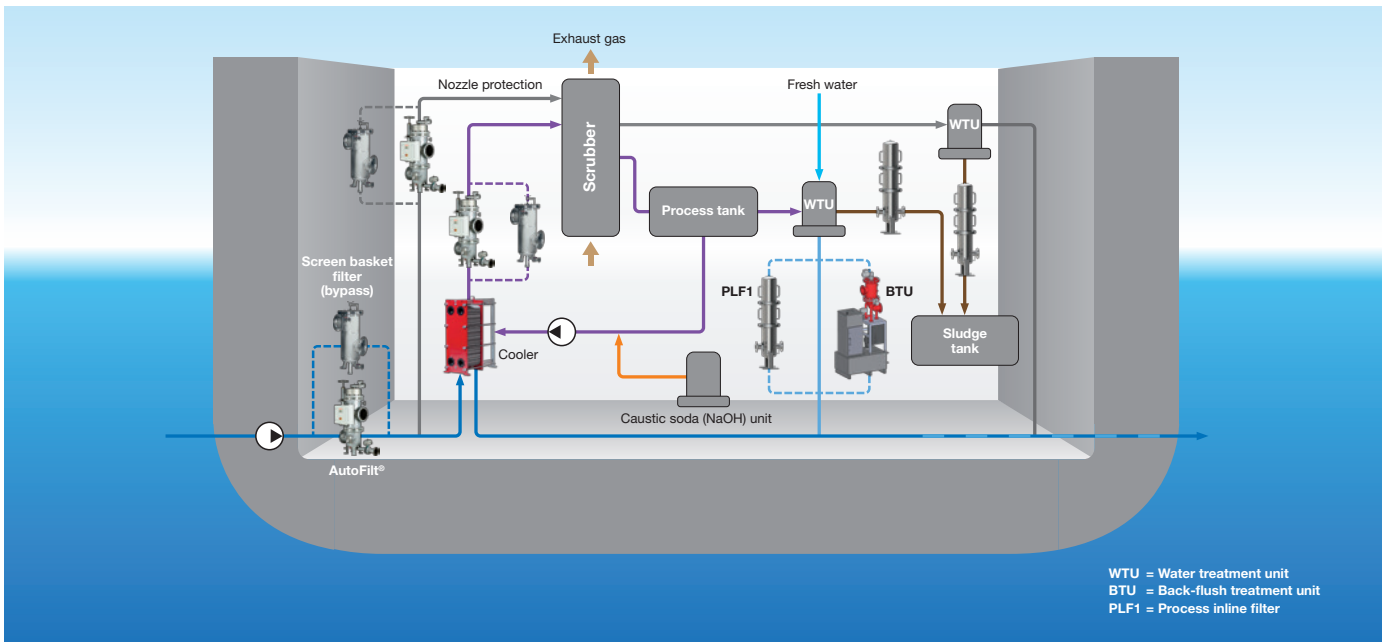 Exhaust gas
Nozzle protection
Fresh water
WTU
Scrubber
Process tank
WTU
Screen basket
filter
(bypass)
PLF1
BTU
Cooler
Sludge
tank
Caustic soda (NaOH) unit
AutoFilt®
WTU = Water treatment unit
BTU = Back-flush treatment unit
PLF1 = Process inline filter